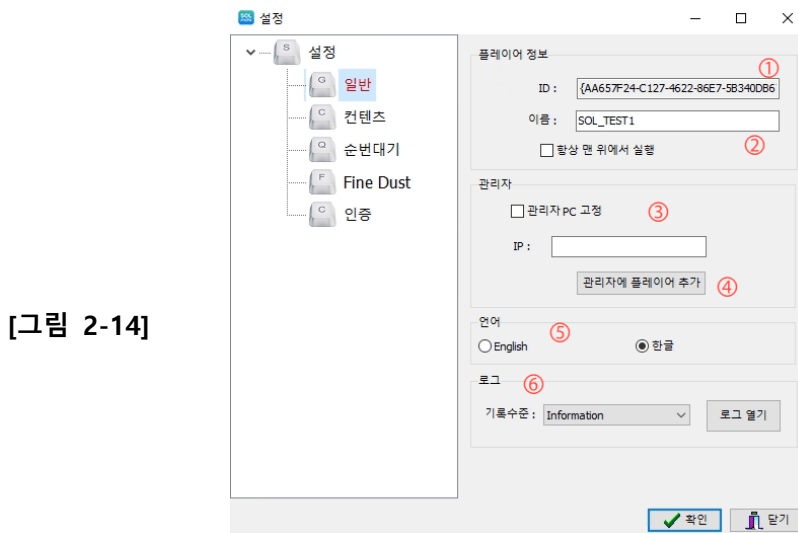 설정
설정
일반
컨텐츠
순번대기
Fine Dust
인증
[그림 2-14]
플레이어 정보
①
ID : {AA657F24-C127-4622-86E7-5B340DB6
이름 : SOL_TEST1
항상 맨 위에서 실행 ②
관리자
관리자 PC 고정 ③
IP :
관리자에 플레이어 추가 ④
언어
⑤
English 한글
로그 ⑥
기록수준 : Information 로그 열기
확인 닫기